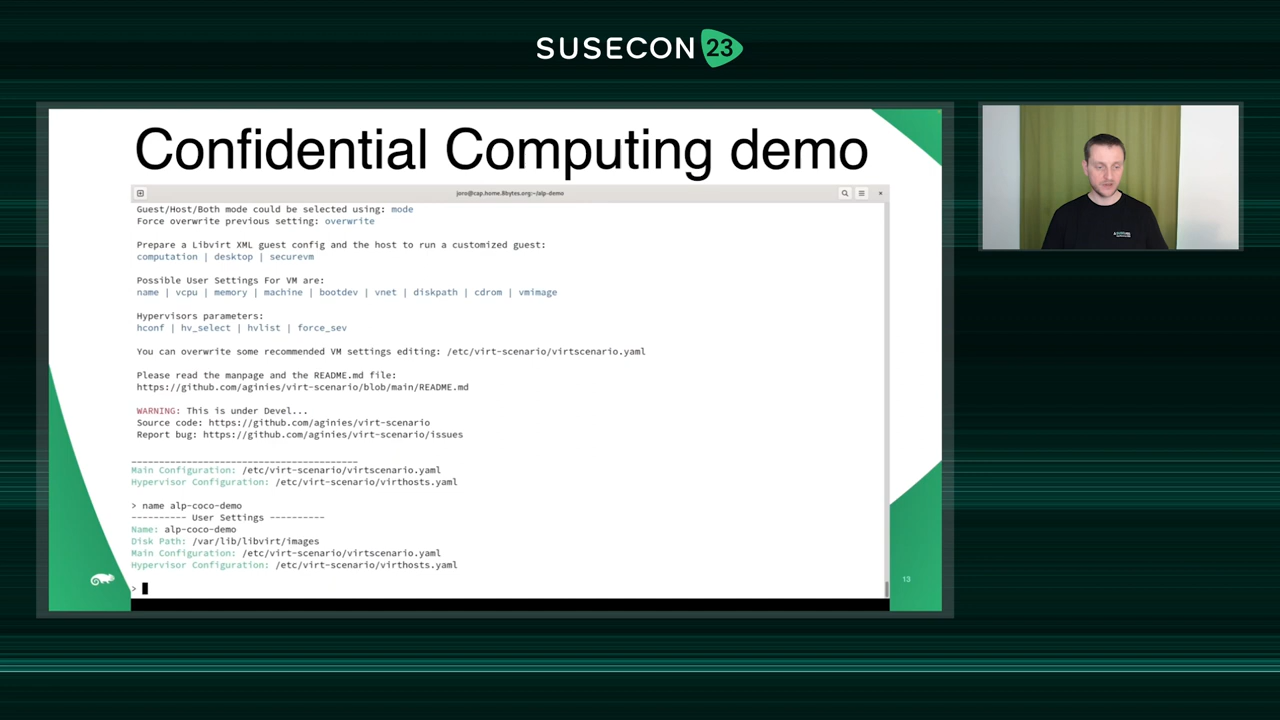 SUSECON 23
Confidential Computing demo
joro@cap.home.8bytes.org:~/alp-demo
Guest/Host/Both mode could be selected using: mode
Force overwrite previous setting: overwrite
Prepare a Libvirt XML guest config and the host to run a customized guest:
computation | desktop | securevm
Possible User Settings For VM are:
name | vcpu | memory | machine | bootdev | vnet | diskpath | cdrom | vmimage
Hypervisors parameters:
hconf | hv_select | hvlist | force_sev
You can overwrite some recommended VM settings editing: /etc/virt-scenario/virtscenario.yaml
Please read the manpage and the README.md file:
https://github.com/aginies/virt-scenario/blob/main/README.md
WARNING: This is under Devel...
Source code: https://github.com/aginies/virt-scenario
Report bug: https://github.com/aginies/virt-scenario/issues
Main Configuration: /etc/virt-scenario/virtscenario.yaml
Hypervisor Configuration: /etc/virt-scenario/virthosts.yaml
> name alp-coco-demo
---------- User Settings ----------
Name: alp-coco-demo
Disk Path: /var/lib/libvirt/images
Main Configuration: /etc/virt-scenario/virtscenario.yaml
Hypervisor Configuration: /etc/virt-scenario/virthosts.yaml
>
13